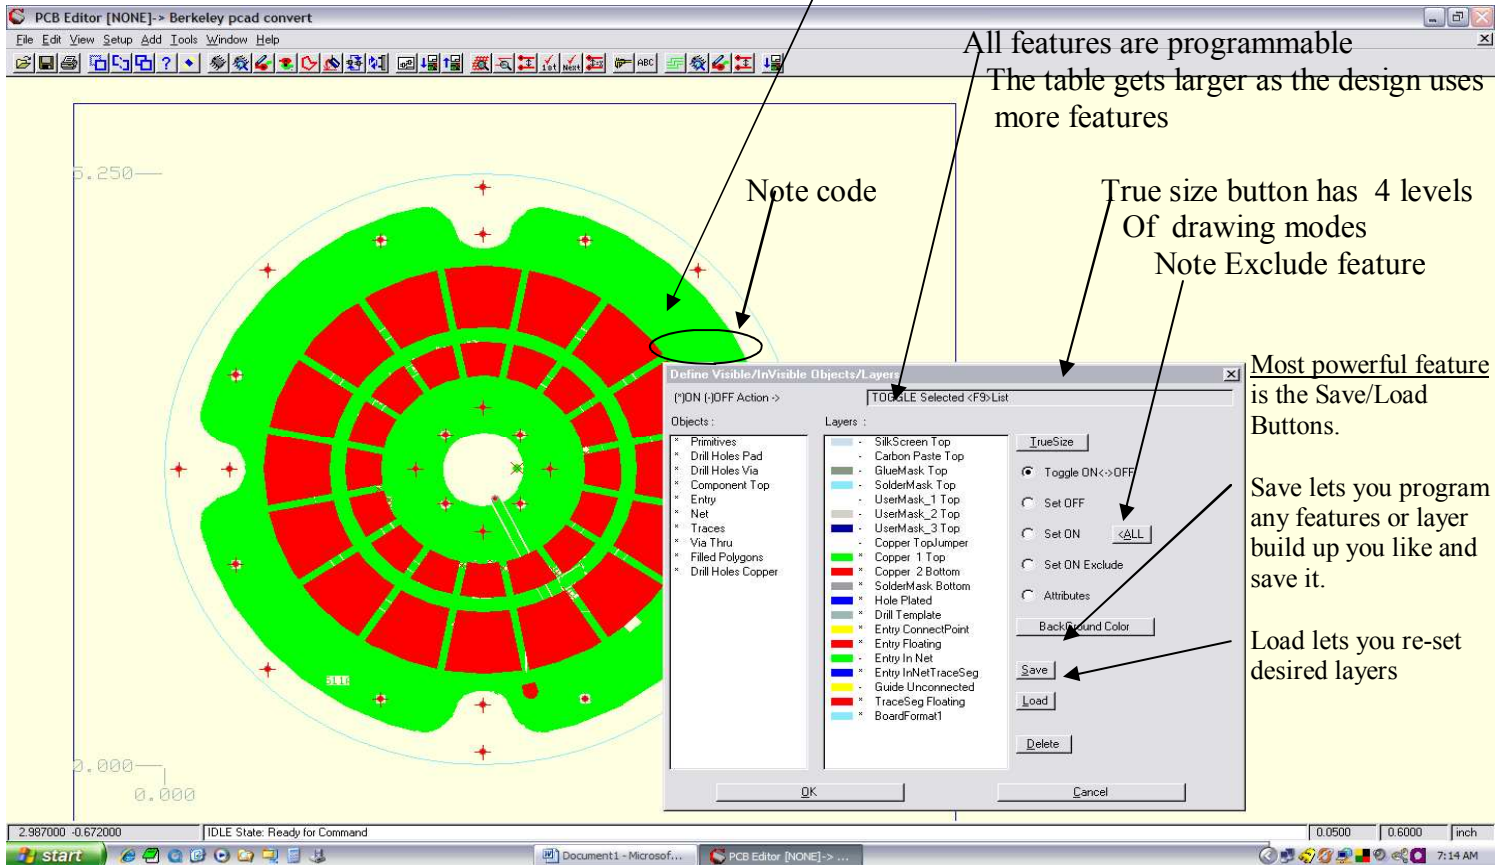 PCB Editor [NONE]-> Berkeley pcad convert
File Edit View Setup Add Tools Window Help
All features are programmable
The table gets larger as the design uses
more features
5.250
Note code
True size button has 4 levels
Of drawing modes
Note Exclude feature
Define Visible/InVisible Objects/Layers
(*)ON (-)OFF Action ->
TOGGLE Selected <F9>List
Objects :
* Primitives
* Drill Holes Pad
* Drill Holes Via
* Component Top
* Entry
* Net
* Traces
* Via Thru
* Filled Polygons
* Drill Holes Copper
Layers :
- SilkScreen Top
- Carbon Paste Top
- GlueMask Top
- SolderMask Top
- UserMask_1 Top
- UserMask_2 Top
- UserMask_3 Top
- Copper TopJumper
* Copper 1 Top
* Copper 2 Bottom
* SolderMask Bottom
* Hole Plated
* Drill Template
* Entry ConnectPoint
* Entry Floating
- Entry In Net
* Entry InNetTraceSeg
- Guide Unconnected
* TraceSeg Floating
* BoardFormat1
TrueSize
Toggle ON<->OFF
Set OFF
Set ON
<ALL
Set ON Exclude
Attributes
BackGround Color
Save
Load
Delete
OK
Cancel
Most powerful feature
is the Save/Load
Buttons.
Save lets you program
any features or layer
build up you like and
save it.
Load lets you re-set
desired layers
0.000
0.000
2.987000 -0.672000
IDLE State: Ready for Command
0.0500
0.6000
inch
start
Document1 - Microsof...
PCB Editor [NONE]-> ...
7:14 AM